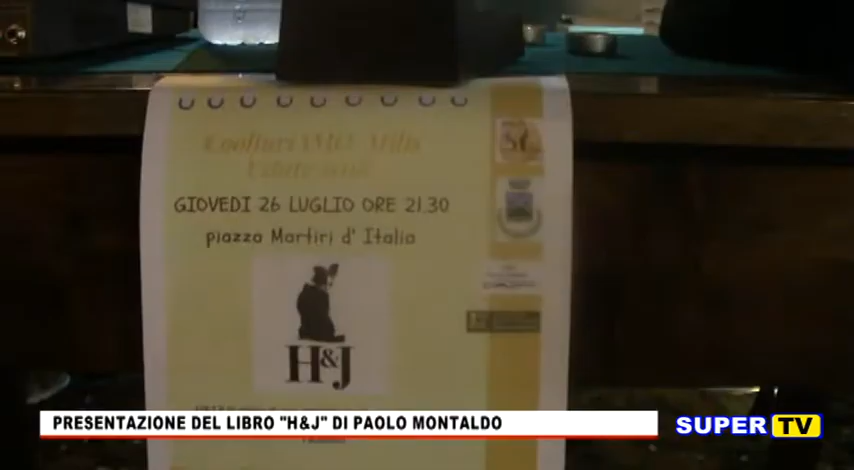 GIOVEDI 26 LUGLIO ORE 21.30
piazza Martiri d' Italia
H&J
PRESENTAZIONE DEL LIBRO "H&J" DI PAOLO MONTALDO
SUPER TV